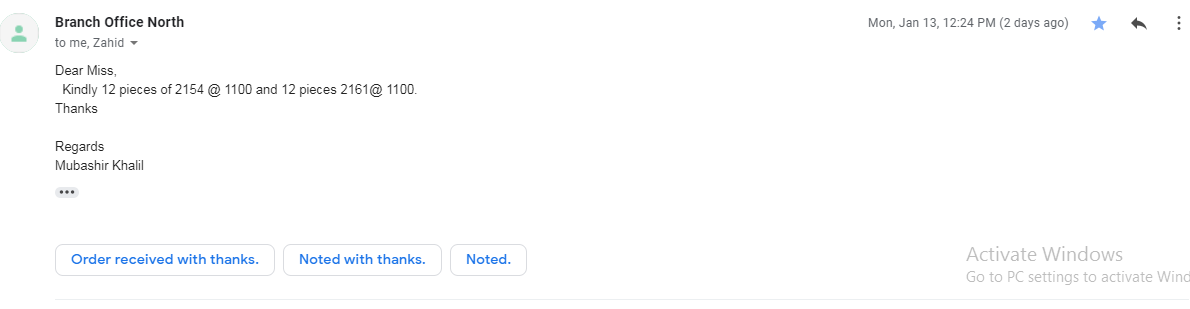 Branch Office North
Mon, Jan 13, 12:24 PM (2 days ago)
to me, Zahid
Dear Miss,
Kindly 12 pieces of 2154 @ 1100 and 12 pieces 2161@ 1100.
Thanks
Regards
Mubashir Khalil
Order received with thanks.
Noted with thanks.
Noted.
Activate Windows
Go to PC settings to activate Wind